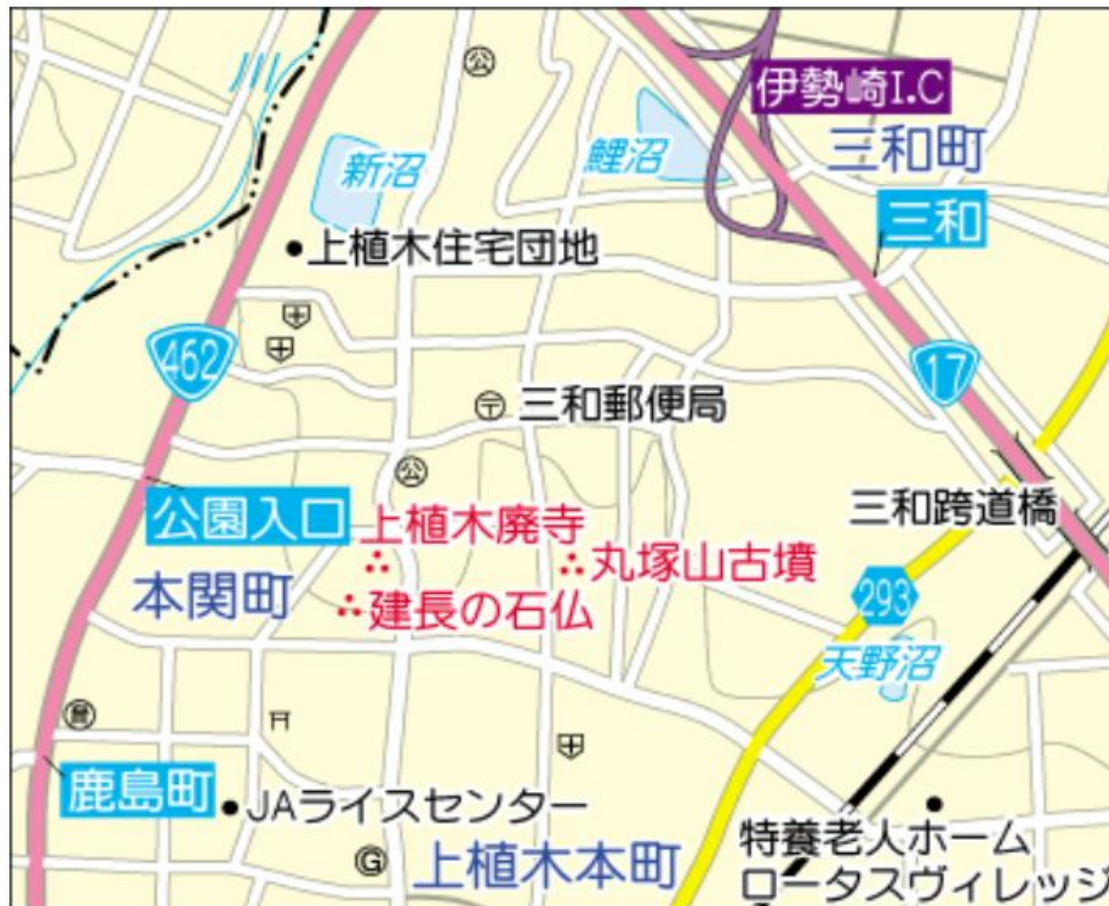 公
伊勢崎I.C
川
新沼
鯉沼
三和町
三和
上植木住宅団地
462
17
〒 三和郵便局
公
公園入口
上植木廃寺
三和跨道橋
丸塚山古墳
本関町
建長の石仏
293
天野沼
鹿島町
JAライスセンター
G
上植木本町
特養老人ホーム
ロータスヴィレッジ